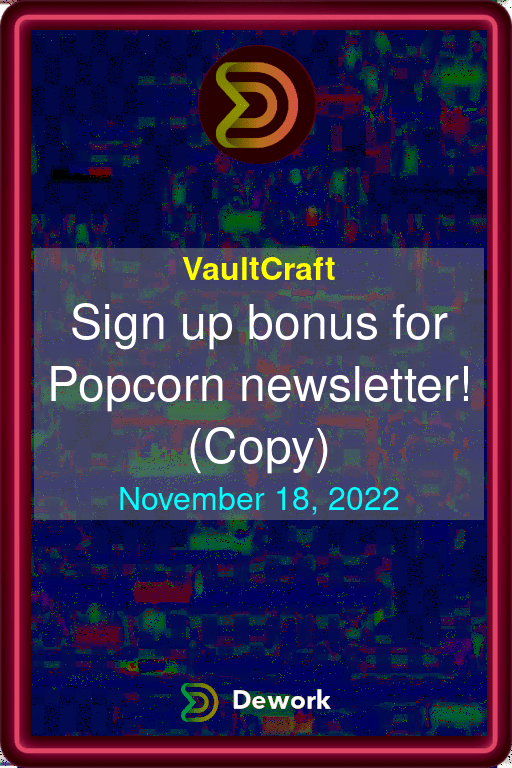 VaultCraft
Sign up bonus for
Popcorn newsletter!
(Copy)
November 18, 2022
Dework